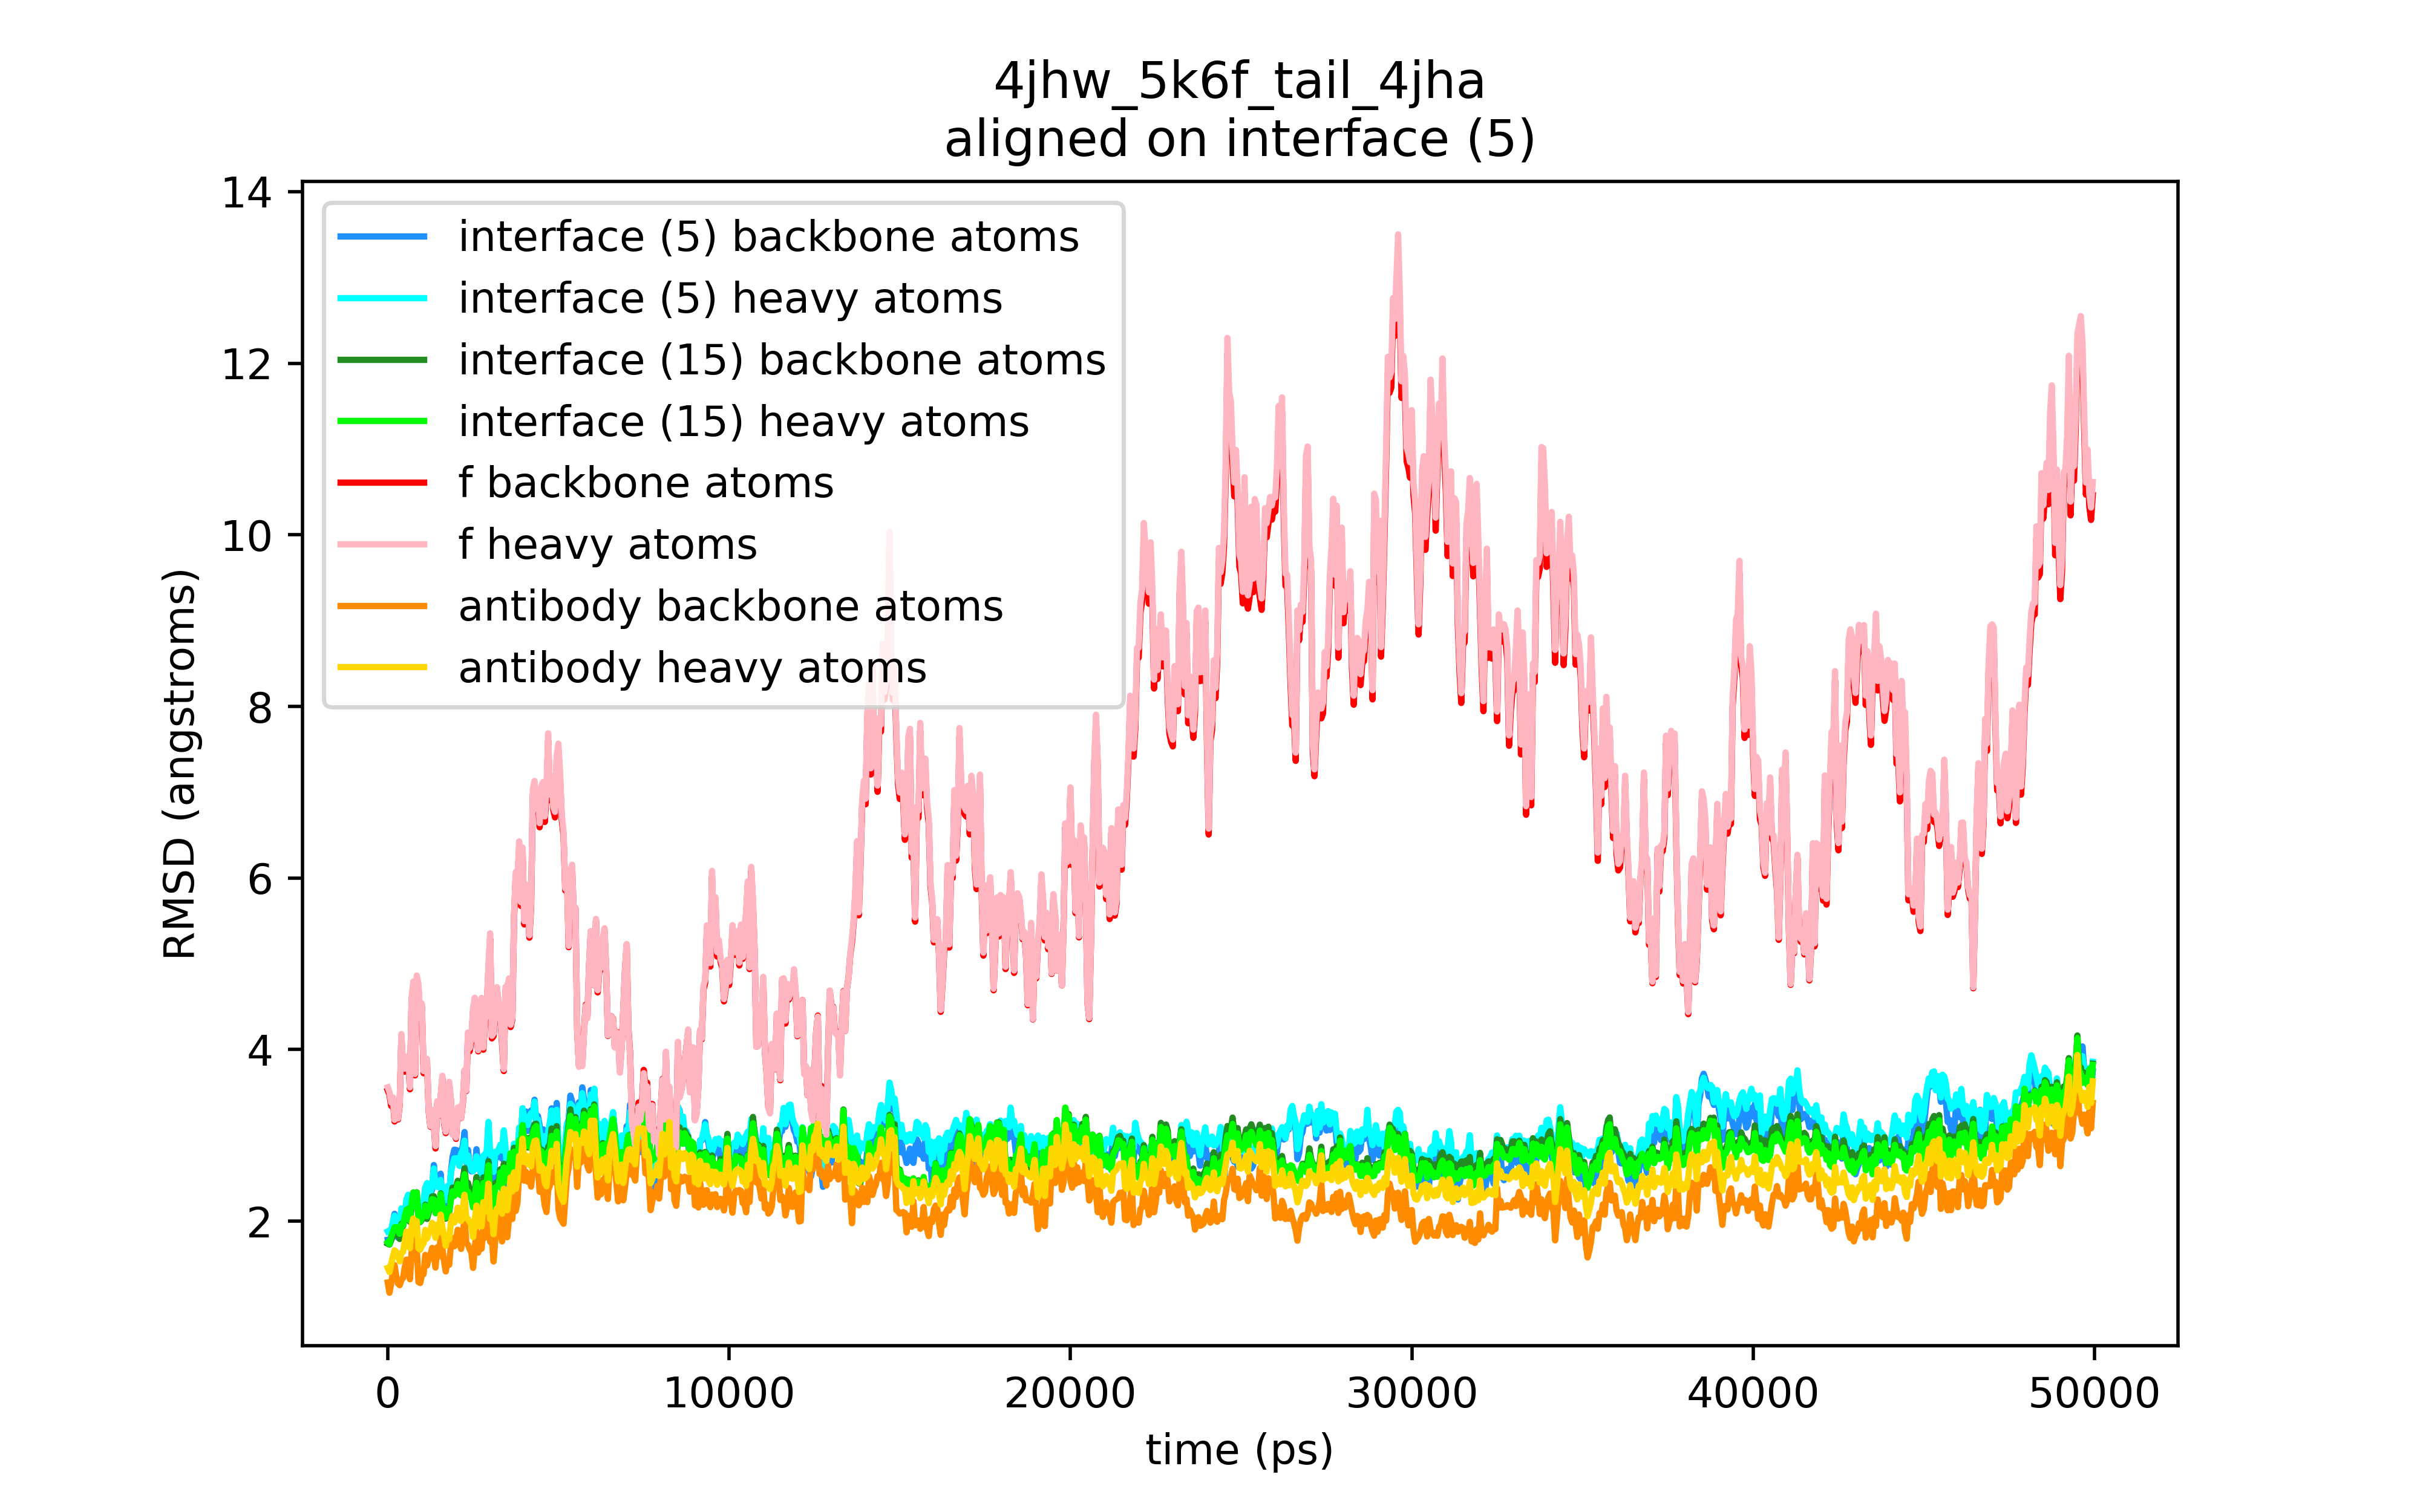 4jhw_5k6f_tail_4jha
aligned on interface (5)
14
12
10
8
6
4
2
RMSD (angstroms)
interface (5) backbone atoms
interface (5) heavy atoms
interface (15) backbone atoms
interface (15) heavy atoms
f backbone atoms
f heavy atoms
antibody backbone atoms
antibody heavy atoms
0 10000 20000 30000 40000 50000
time (ps)